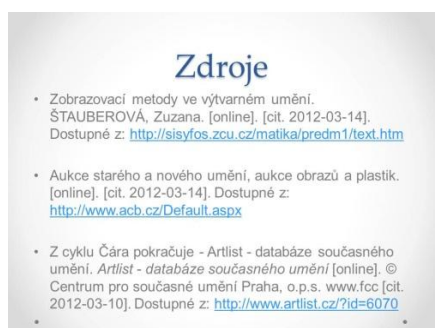 Zdroje
• Zobrazovací metody ve výtvarném umění.
ŠTAUBEROVÁ, Zuzana. [online]. [cit. 2012-03-14].
Dostupné z: http://sisyfos.zcu.cz/matika/predm1/text.htm
• Aukce starého a nového umění, aukce obrazů a plastik.
[online]. [cit. 2012-03-14]. Dostupné z:
http://www.acb.cz/Default.aspx
• Z cyklu Čára pokračuje - Artlist - databáze současného
umění. Artlist - databáze současného umění [online]. ©
Centrum pro současné umění Praha, o.p.s. www.fcc [cit.
2012-03-10]. Dostupné z: http://www.artlist.cz/?id=6070